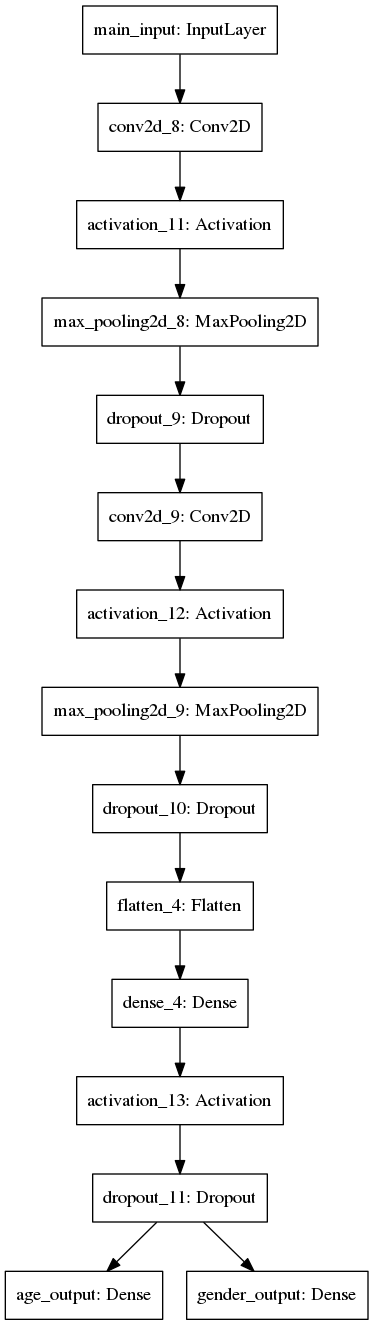 main_input: InputLayer
conv2d_8: Conv2D
activation_11: Activation
max_pooling2d_8: MaxPooling2D
dropout_9: Dropout
conv2d_9: Conv2D
activation_12: Activation
max_pooling2d_9: MaxPooling2D
dropout_10: Dropout
flatten_4: Flatten
dense_4: Dense
activation_13: Activation
dropout_11: Dropout
age_output: Dense
gender_output: Dense